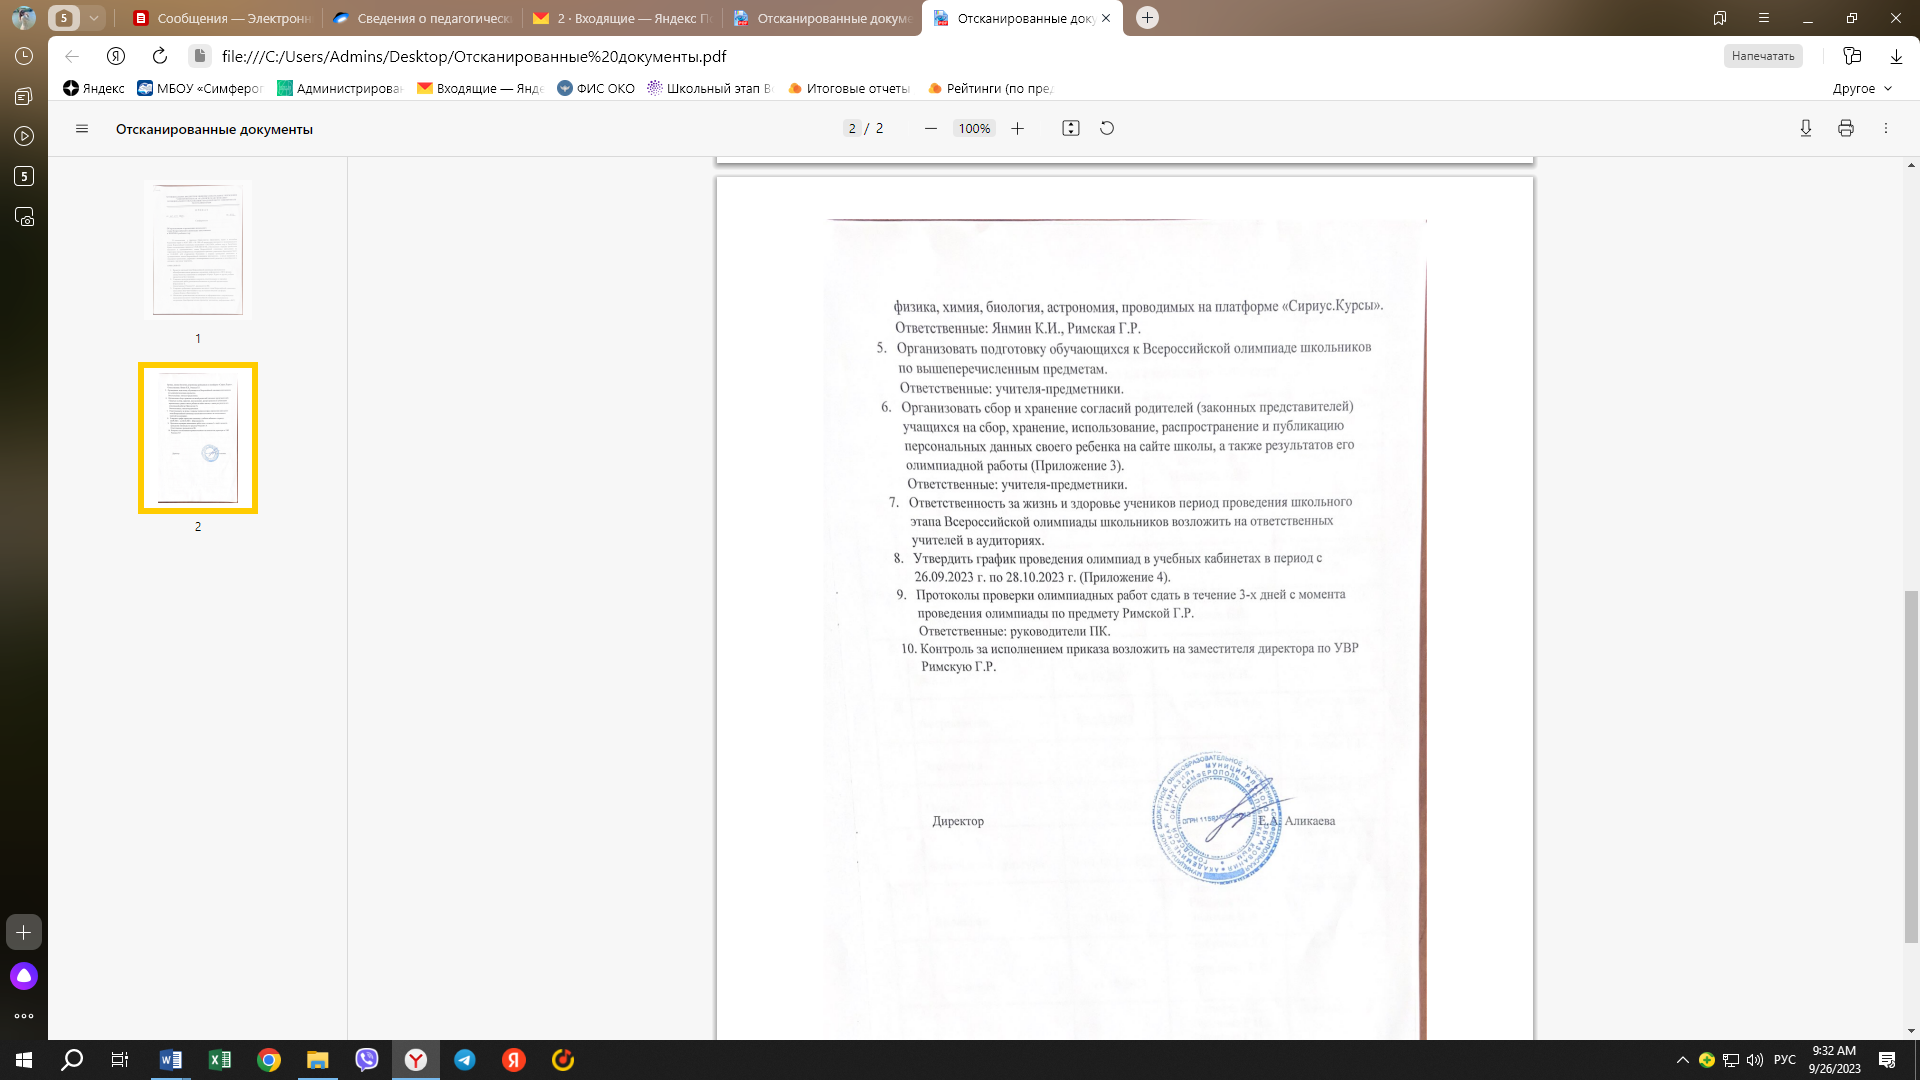 Сообщения — Электронн
Сведения о педагогическ
2 · Входящие — Яндекс П
Отсканированные докуме
Отсканированные доку
file:///C:/Users/Admins/Desktop/Отсканированные%20документы.pdf
Напечатать
Яндекс
МБОУ «Симферог
Администрирован
Входящие — Янде
ФИС ОКО
Школьный этап Вс
Итоговые отчеты
Рейтинги (по пред
Другое
5
Отсканированные документы
2 / 2
100%
1
2
физика, химия, биология, астрономия, проводимых на платформе «Сириус.Курсы».
Ответственные: Янмин К.И., Римская Г.Р.
5. Организовать подготовку обучающихся к Всероссийской олимпиаде школьников
по вышеперечисленным предметам.
Ответственные: учителя-предметники.
6. Организовать сбор и хранение согласий родителей (законных представителей)
учащихся на сбор, хранение, использование, распространение и публикацию
персональных данных своего ребенка на сайте школы, а также результатов его
олимпиадной работы (Приложение 3).
Ответственные: учителя-предметники.
7. Ответственность за жизнь и здоровье учеников период проведения школьного
этапа Всероссийской олимпиады школьников возложить на ответственных
учителей в аудиториях.
8. Утвердить график проведения олимпиад в учебных кабинетах в период с
26.09.2023 г. по 28.10.2023 г. (Приложение 4).
9. Протоколы проверки олимпиадных работ сдать в течение 3-х дней с момента
проведения олимпиады по предмету Римской Г.Р.
Ответственные: руководители ПК.
10. Контроль за исполнением приказа возложить на заместителя директора по УВР
Римскую Г.Р.
Директор
Е.А. Аликаева
РУС
9:32 AM
9/26/2023